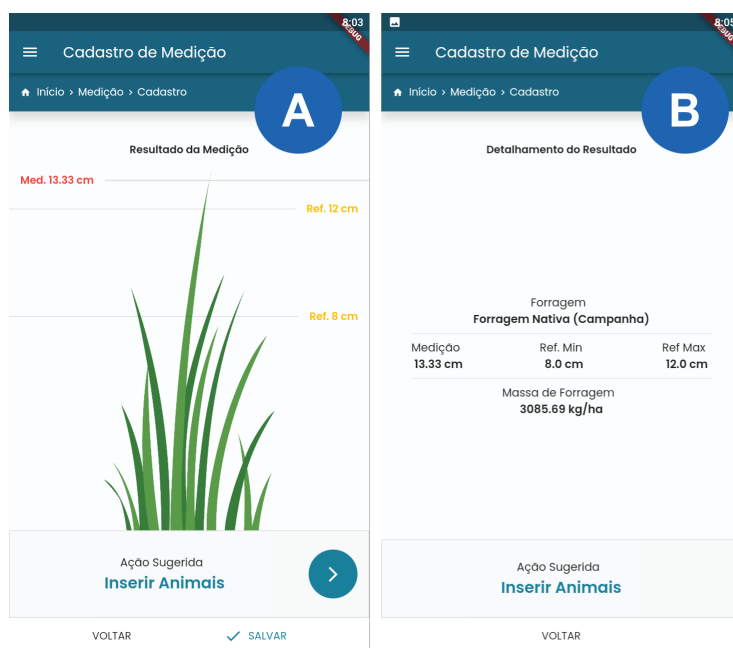 8:03
DEBUG
Cadastro de Medição
Início > Medição > Cadastro
A
Resultado da Medição
Med. 13.33 cm
Ref. 12 cm
Ref. 8 cm
Ação Sugerida
Inserir Animais
VOLTAR
SALVAR
8:05
DEBUG
Cadastro de Medição
Início > Medição > Cadastro
B
Detalhamento do Resultado
Forragem
Forragem Nativa (Campanha)
Medição Ref. Min Ref Max
13.33 cm 8.0 cm 12.0 cm
Massa de Forragem
3085.69 kg/ha
Ação Sugerida
Inserir Animais
VOLTAR